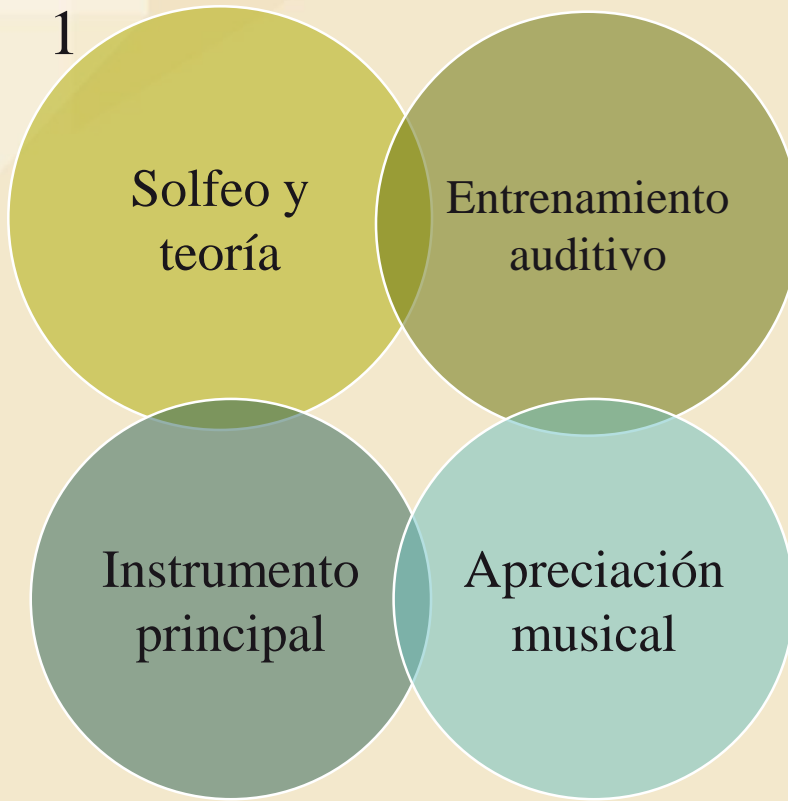 1
Solfeo y
teoría
Entrenamiento
auditivo
Instrumento
principal
Apreciación
musical